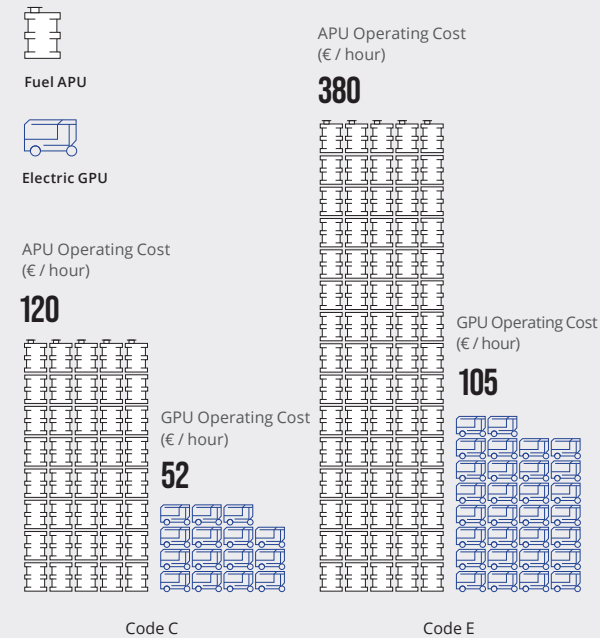 Fuel APU
Electric GPU
APU Operating Cost
(€ / hour)
120
GPU Operating Cost
(€ / hour)
52
Code C
APU Operating Cost
(€ / hour)
380
GPU Operating Cost
(€ / hour)
105
Code E